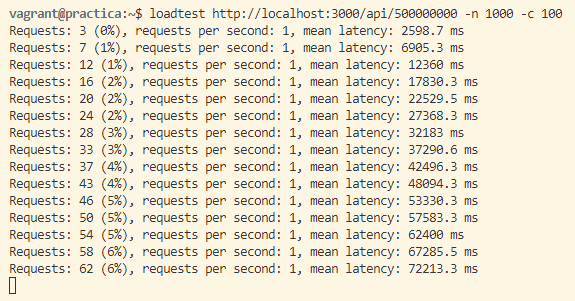 vagrant@practica:~$ loadtest http://localhost:3000/api/500000000 -n 1000 -c 100
Requests: 3 (0%), requests per second: 1, mean latency: 2598.7 ms
Requests: 7 (1%), requests per second: 1, mean latency: 6905.3 ms
Requests: 12 (1%), requests per second: 1, mean latency: 12360 ms
Requests: 16 (2%), requests per second: 1, mean latency: 17830.3 ms
Requests: 20 (2%), requests per second: 1, mean latency: 22529.5 ms
Requests: 24 (2%), requests per second: 1, mean latency: 27368.3 ms
Requests: 28 (3%), requests per second: 1, mean latency: 32183 ms
Requests: 33 (3%), requests per second: 1, mean latency: 37290.6 ms
Requests: 37 (4%), requests per second: 1, mean latency: 42496.3 ms
Requests: 43 (4%), requests per second: 1, mean latency: 48094.3 ms
Requests: 46 (5%), requests per second: 1, mean latency: 53330.3 ms
Requests: 50 (5%), requests per second: 1, mean latency: 57583.3 ms
Requests: 54 (5%), requests per second: 1, mean latency: 62400 ms
Requests: 58 (6%), requests per second: 1, mean latency: 67285.5 ms
Requests: 62 (6%), requests per second: 1, mean latency: 72213.3 ms